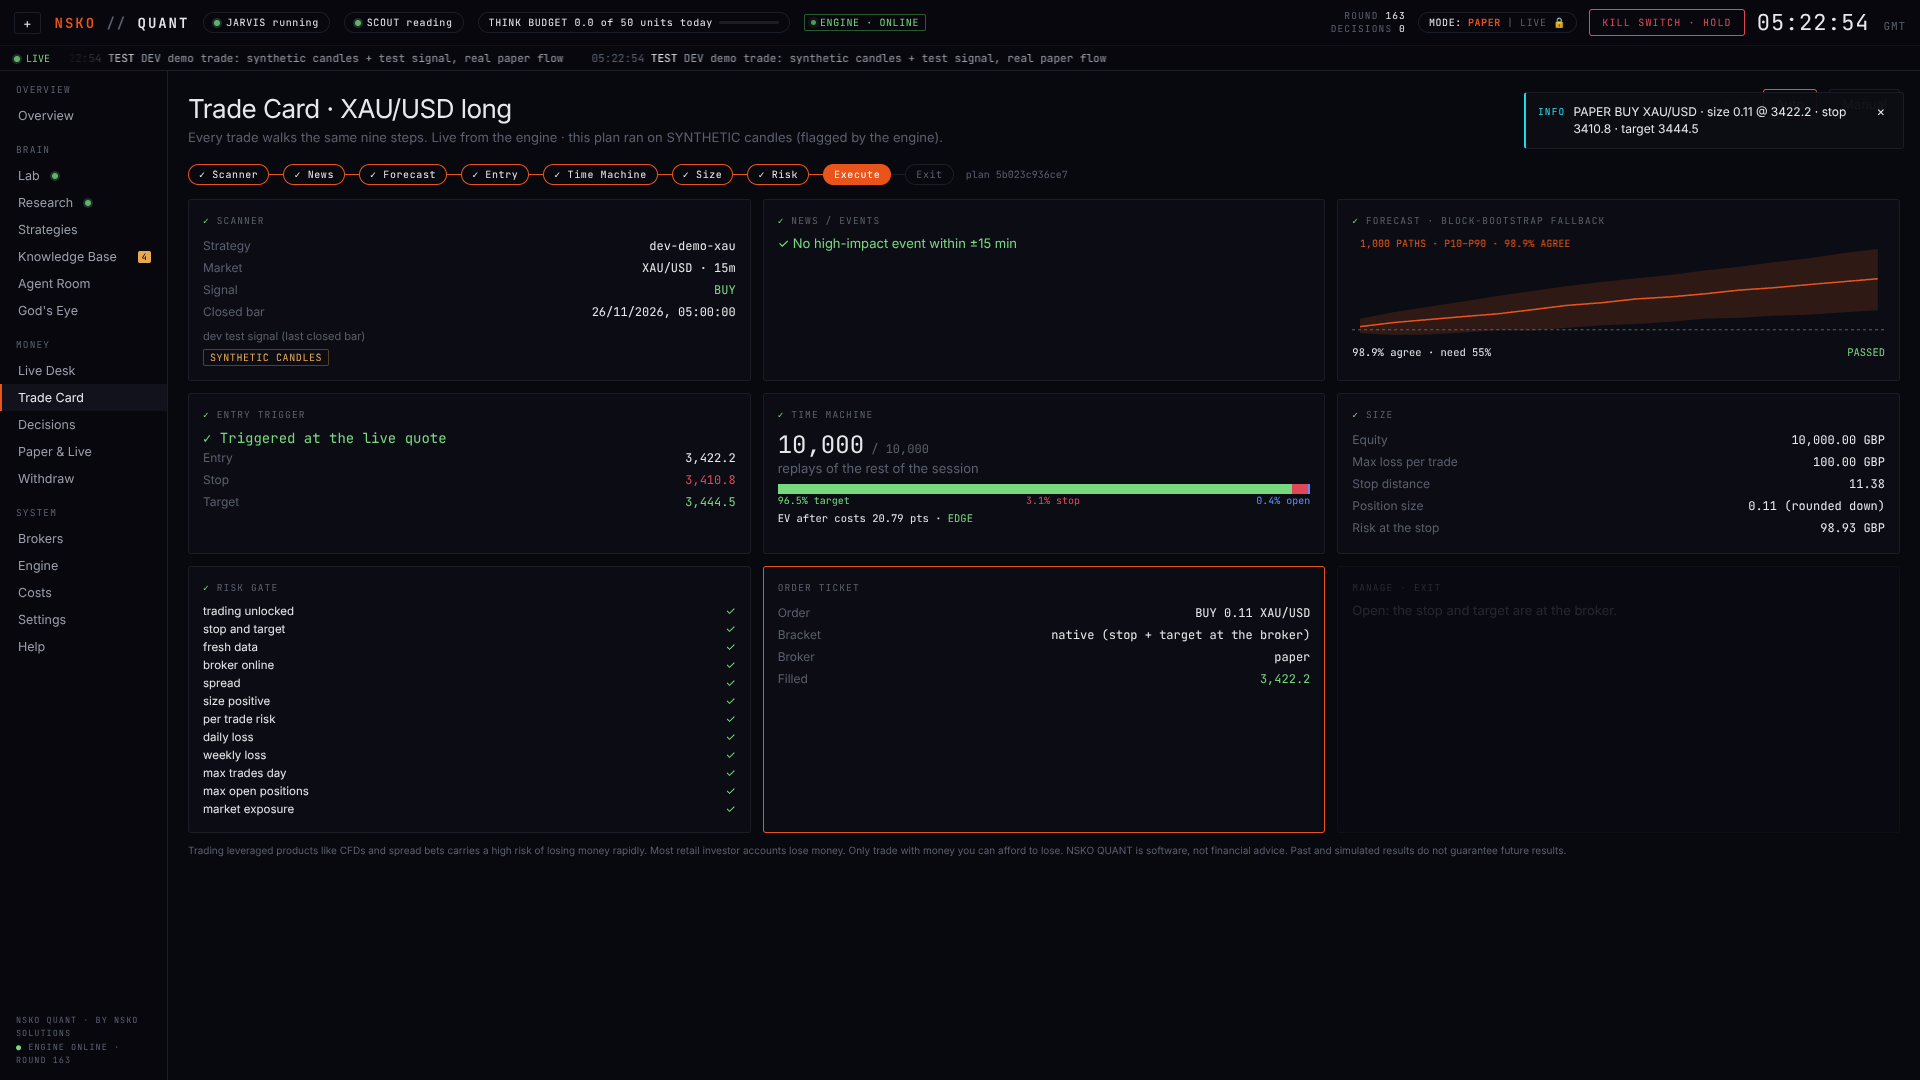 + NSKO // QUANT JARVIS running SCOUT reading THINK BUDGET 0.0 of 50 units today ENGINE · ONLINE ROUND 163 DECISIONS 0 MODE: PAPER | LIVE 🔒 KILL SWITCH · HOLD 05:22:54 GMT
LIVE 22:54 TEST DEV demo trade: synthetic candles + test signal, real paper flow 05:22:54 TEST DEV demo trade: synthetic candles + test signal, real paper flow
OVERVIEW
Overview
BRAIN
Lab
Research
Strategies
Knowledge Base 4
Agent Room
God's Eye
MONEY
Live Desk
Trade Card
Decisions
Paper & Live
Withdraw
SYSTEM
Brokers
Engine
Costs
Settings
Help
NSKO QUANT · BY NSKO
SOLUTIONS
ENGINE ONLINE ·
ROUND 163
Trade Card · XAU/USD long
Every trade walks the same nine steps. Live from the engine · this plan ran on SYNTHETIC candles (flagged by the engine).
INFO PAPER BUY XAU/USD · size 0.11 @ 3422.2 · stop ×
3410.8 · target 3444.5
✓ Scanner ✓ News ✓ Forecast ✓ Entry ✓ Time Machine ✓ Size ✓ Risk Execute Exit plan 5b023c936ce7
✓ SCANNER
Strategy dev-demo-xau
Market XAU/USD · 15m
Signal BUY
Closed bar 26/11/2026, 05:00:00
dev test signal (last closed bar)
SYNTHETIC CANDLES
✓ NEWS / EVENTS
✓ No high-impact event within ±15 min
✓ FORECAST · BLOCK-BOOTSTRAP FALLBACK
1,000 PATHS · P10-P90 · 98.9% AGREE
98.9% agree · need 55% PASSED
✓ ENTRY TRIGGER
✓ Triggered at the live quote
Entry 3,422.2
Stop 3,410.8
Target 3,444.5
✓ TIME MACHINE
10,000 / 10,000
replays of the rest of the session
96.5% target 3.1% stop 0.4% open
EV after costs 20.79 pts · EDGE
✓ SIZE
Equity 10,000.00 GBP
Max loss per trade 100.00 GBP
Stop distance 11.38
Position size 0.11 (rounded down)
Risk at the stop 98.93 GBP
✓ RISK GATE
trading unlocked ✓
stop and target ✓
fresh data ✓
broker online ✓
spread ✓
size positive ✓
per trade risk ✓
daily loss ✓
weekly loss ✓
max trades day ✓
max open positions ✓
market exposure ✓
ORDER TICKET
Order BUY 0.11 XAU/USD
Bracket native (stop + target at the broker)
Broker paper
Filled 3,422.2
MANAGE · EXIT
Open: the stop and target are at the broker.
Trading leveraged products like CFDs and spread bets carries a high risk of losing money rapidly. Most retail investor accounts lose money. Only trade with money you can afford to lose. NSKO QUANT is software, not financial advice. Past and simulated results do not guarantee future results.